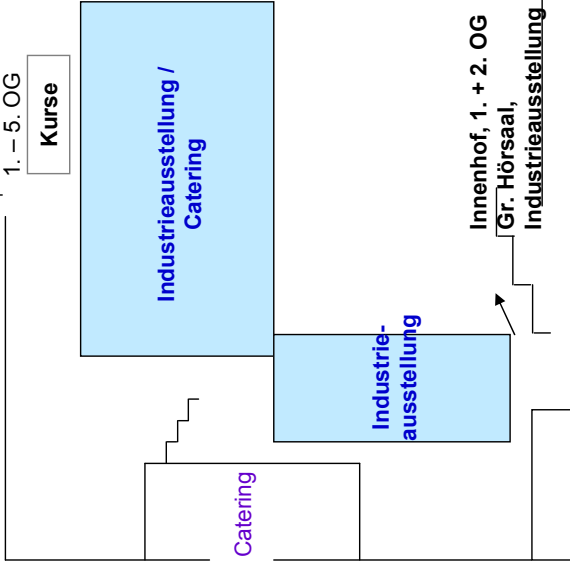 1. – 5. OG
Kurse
Industrieausstellung /
Catering
Innenhof, 1. + 2. OG
Gr. Hörsaal,
Industrieausstellung
Industrie-
ausstellung
Catering